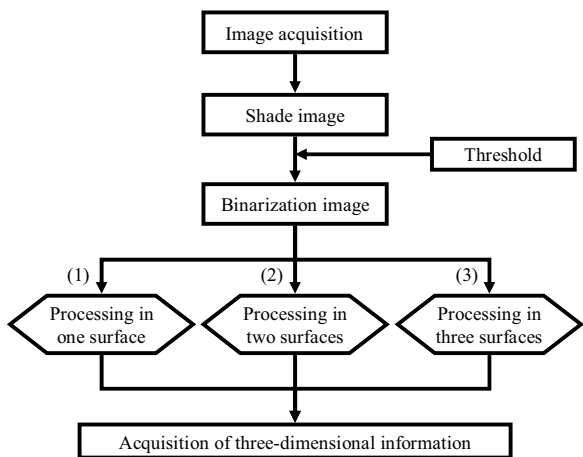 Image acquisition
Shade image
Threshold
Binarization image
(1)
(2)
(3)
Processing in
one surface
Processing in
two surfaces
Processing in
three surfaces
Acquisition of three-dimensional information